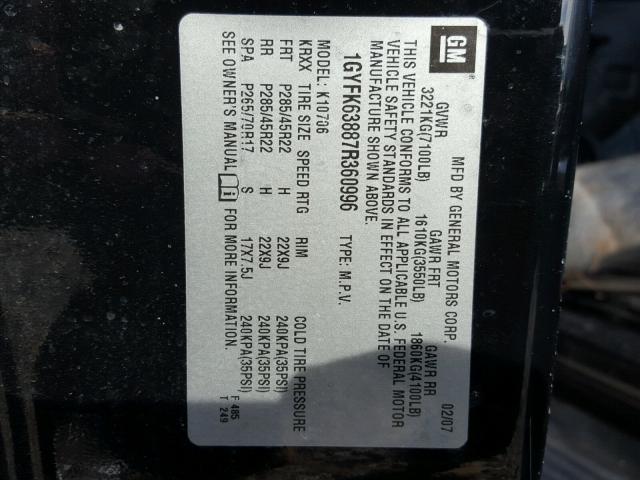 GM
MFD BY GENERAL MOTORS CORP. 02/07
GVWR GAWR FRT GAWR RR
3221KG(7100LB) 1610KG(3550LB) 1860KG(4100LB)
THIS VEHICLE CONFORMS TO ALL APPLICABLE U.S. FEDERAL MOTOR
VEHICLE SAFETY STANDARDS IN EFFECT ON THE DATE OF
MANUFACTURE SHOWN ABOVE.
1GYFK63887R360996 TYPE: M.P.V.
MODEL: K10706
KRXX TIRE SIZE SPEED RTG RIM COLD TIRE PRESSURE
FRT P285/45R22 H 22X9J 240KPA(35PSI)
RR P285/45R22 H 22X9J 240KPA(35PSI)
SPA P265/70R17 S 17X7.5J 240KPA(35PSI)
SEE OWNER'S MANUAL i FOR MORE INFORMATION.
F 485
T 249